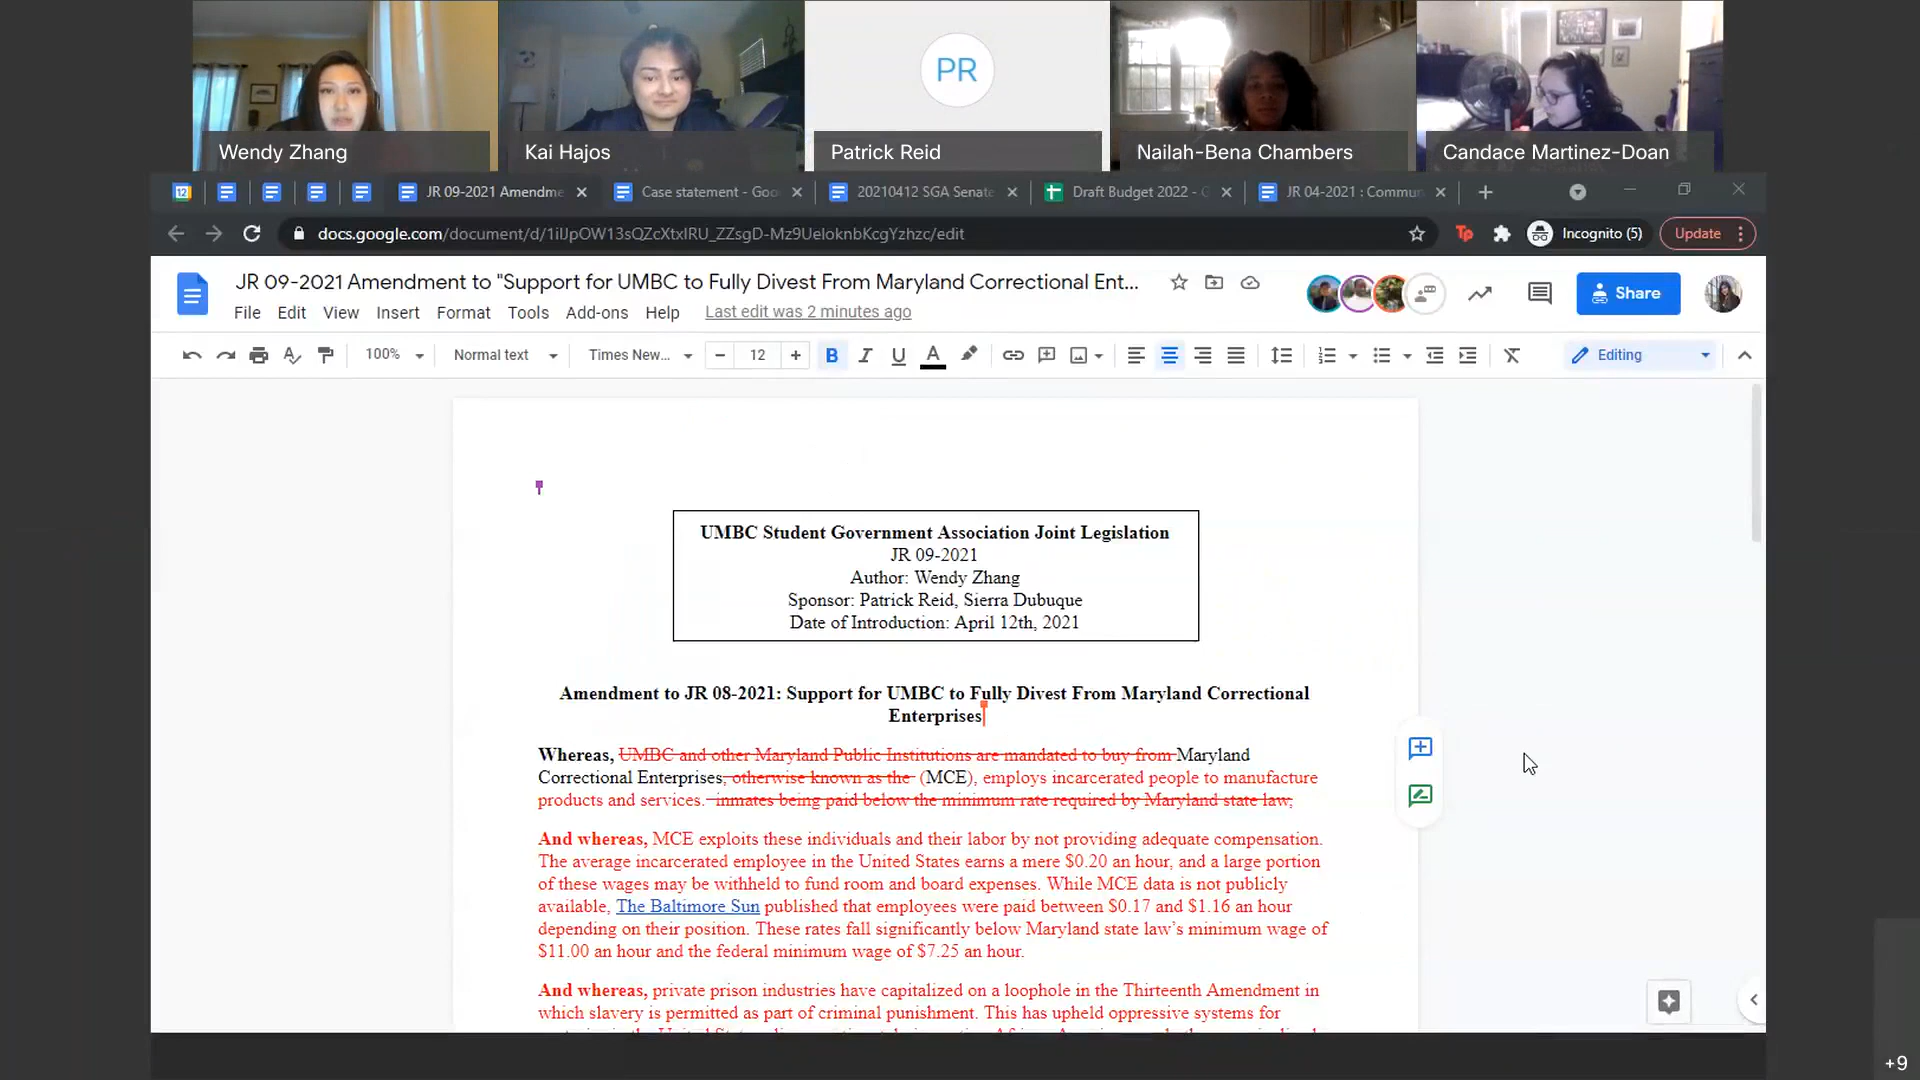 PR
Wendy Zhang
Kai Hajos
Patrick Reid
Nailah-Bena Chambers
Candace Martinez-Doan
12
JR 09-2021 Amendme
Case statement - Goo
20210412 SGA Senate
Draft Budget 2022 - G
JR 04-2021 : Commun
docs.google.com/document/d/1iIJpOW13sQZcXtxIRU_ZZsgD-Mz9UeloknbKcgYzhzc/edit
Incognito (5)
Update
JR 09-2021 Amendment to "Support for UMBC to Fully Divest From Maryland Correctional Ent...
Share
File Edit View Insert Format Tools Add-ons Help Last edit was 2 minutes ago
100% Normal text Times New... 12 B I U A Editing
UMBC Student Government Association Joint Legislation
JR 09-2021
Author: Wendy Zhang
Sponsor: Patrick Reid, Sierra Dubuque
Date of Introduction: April 12th, 2021
Amendment to JR 08-2021: Support for UMBC to Fully Divest From Maryland Correctional
Enterprises
Whereas, UMBC and other Maryland Public Institutions are mandated to buy from Maryland
Correctional Enterprises, otherwise known as the (MCE), employs incarcerated people to manufacture
products and services. inmates being paid below the minimum rate required by Maryland state law;
And whereas, MCE exploits these individuals and their labor by not providing adequate compensation.
The average incarcerated employee in the United States earns a mere $0.20 an hour, and a large portion
of these wages may be withheld to fund room and board expenses. While MCE data is not publicly
available, The Baltimore Sun published that employees were paid between $0.17 and $1.16 an hour
depending on their position. These rates fall significantly below Maryland state law's minimum wage of
$11.00 an hour and the federal minimum wage of $7.25 an hour.
And whereas, private prison industries have capitalized on a loophole in the Thirteenth Amendment in
which slavery is permitted as part of criminal punishment. This has upheld oppressive systems for
+9